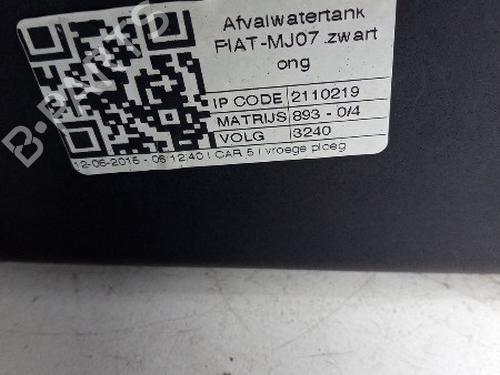 Afvalwatertank
FIAT-MJ07 .zwart
ong
IP CODE 2110219
MATRIJS 893 - 0/4
VOLG 3240
12-06-2015 - 06 12:40 | CAR 5 | vroege ploeg
B-PARTS